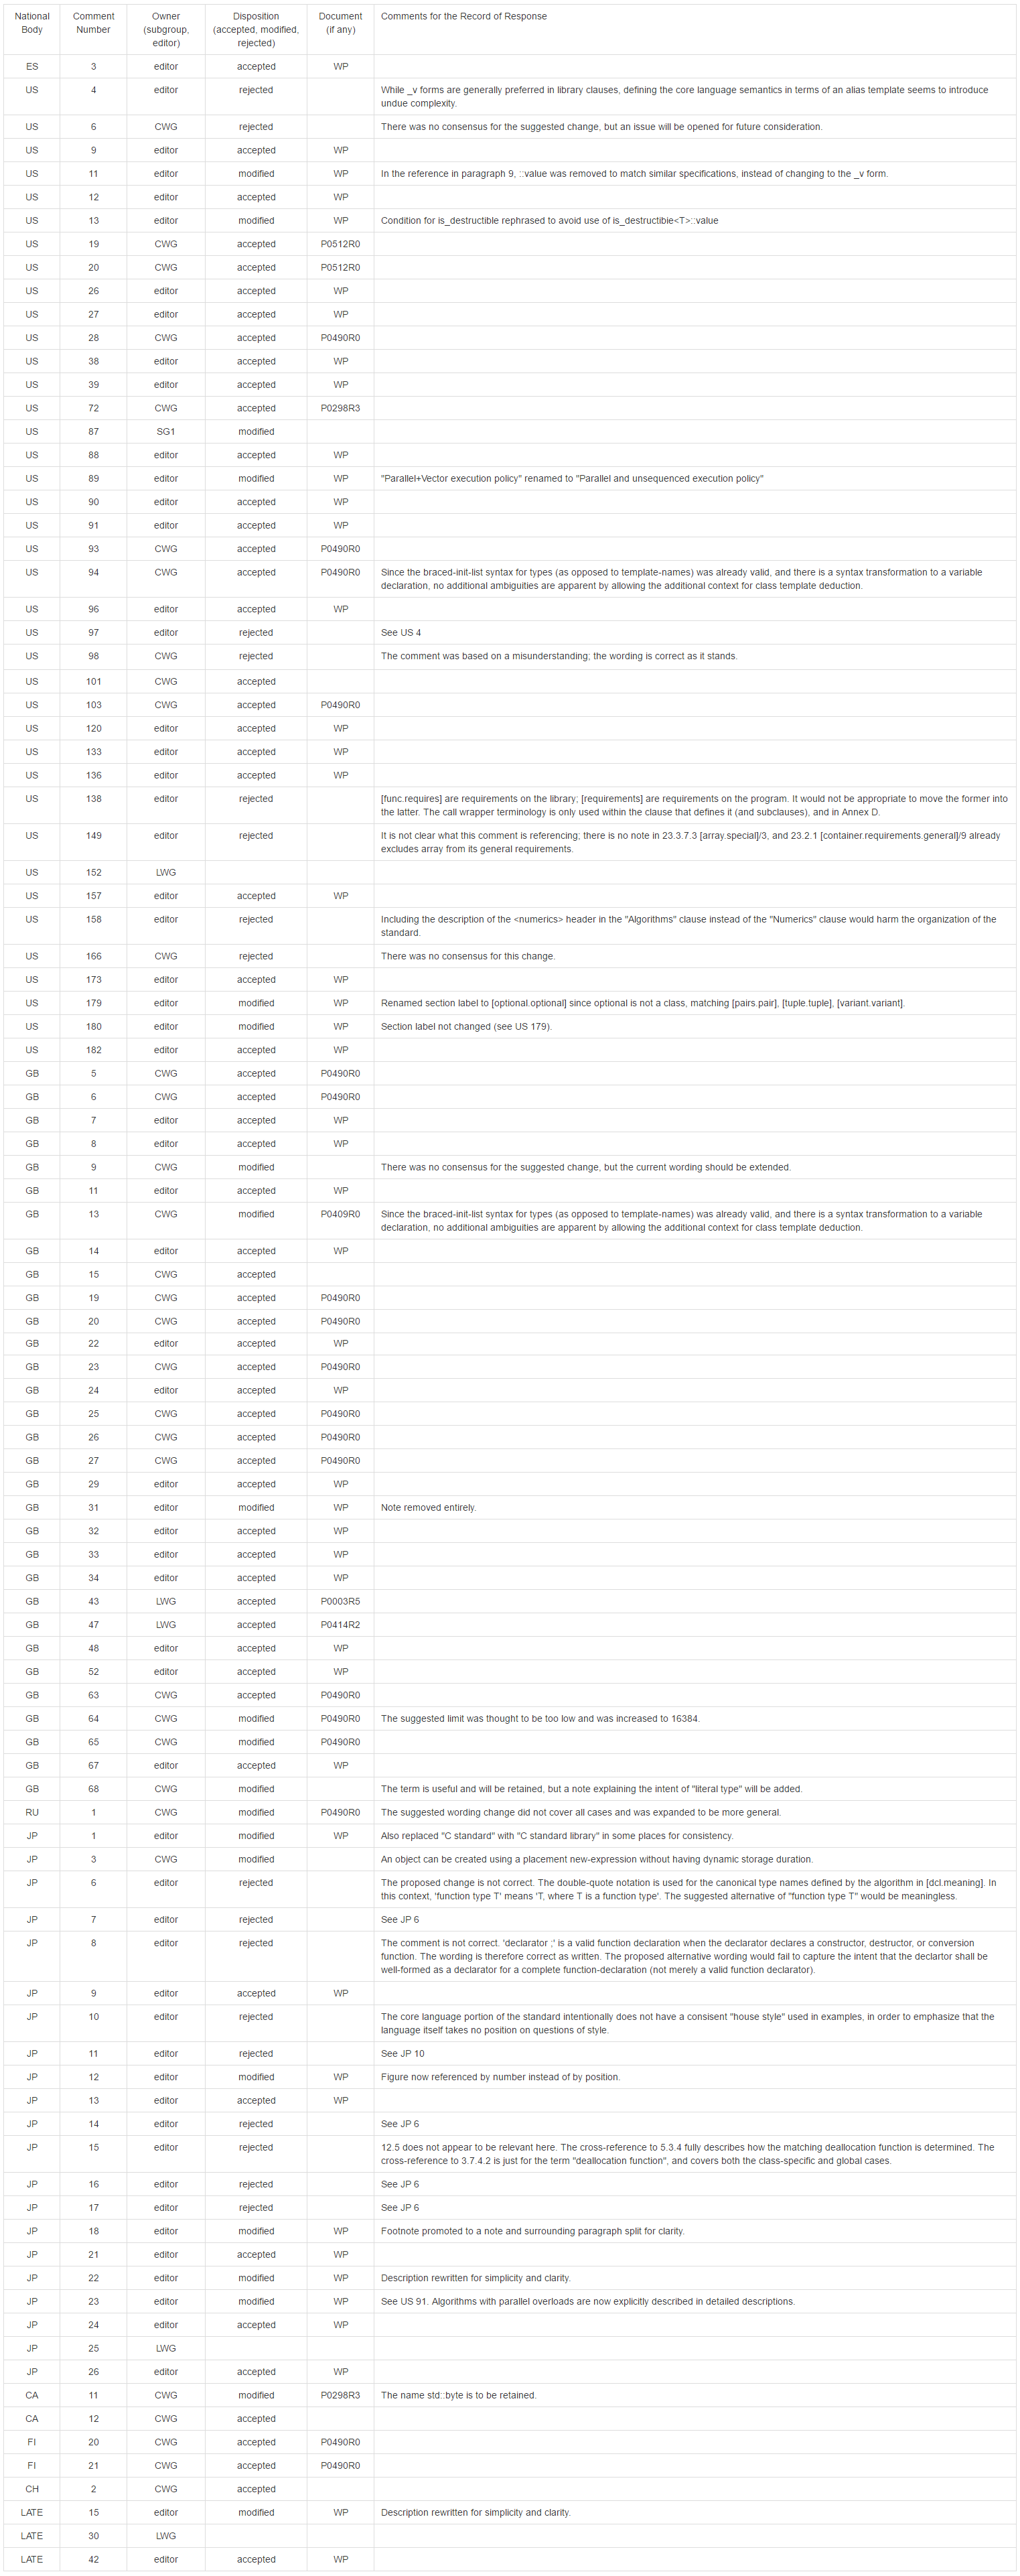 National Body Comment Number Owner (subgroup, editor) Disposition (accepted, modified, rejected) Document (if any) Comments for the Record of Response
ES 3 editor accepted WP
US 4 editor rejected While _v forms are generally preferred in library clauses, defining the core language semantics in terms of an alias template seems to introduce
undue complexity.
US 6 CWG rejected There was no consensus for the suggested change, but an issue will be opened for future consideration.
US 9 editor accepted WP
US 11 editor modified WP In the reference in paragraph 9, ::value was removed to match similar specifications, instead of changing to the _v form.
US 12 editor accepted WP
US 13 editor modified WP Condition for is_destructible rephrased to avoid use of is_destructibie<T>::value
US 19 CWG accepted P0512R0
US 20 CWG accepted P0512R0
US 26 editor accepted WP
US 27 editor accepted WP
US 28 CWG accepted P0490R0
US 38 editor accepted WP
US 39 editor accepted WP
US 72 CWG accepted P0298R3
US 87 SG1 modified
US 88 editor accepted WP
US 89 editor modified WP "Parallel+Vector execution policy" renamed to "Parallel and unsequenced execution policy"
US 90 editor accepted WP
US 91 editor accepted WP
US 93 CWG accepted P0490R0
US 94 CWG accepted P0490R0 Since the braced-init-list syntax for types (as opposed to template-names) was already valid, and there is a syntax transformation to a variable
declaration, no additional ambiguities are apparent by allowing the additional context for class template deduction.
US 96 editor accepted WP
US 97 editor rejected See US 4
US 98 CWG rejected The comment was based on a misunderstanding; the wording is correct as it stands.
US 101 CWG accepted
US 103 CWG accepted P0490R0
US 120 editor accepted WP
US 133 editor accepted WP
US 136 editor accepted WP
US 138 editor rejected [func.requires] are requirements on the library; [requirements] are requirements on the program. It would not be appropriate to move the former into
the latter. The call wrapper terminology is only used within the clause that defines it (and subclauses), and in Annex D.
US 149 editor rejected It is not clear what this comment is referencing; there is no note in 23.3.7.3 [array.special]/3, and 23.2.1 [container.requirements.general]/9 already
excludes array from its general requirements.
US 152 LWG
US 157 editor accepted WP
US 158 editor rejected Including the description of the <numerics> header in the "Algorithms" clause instead of the "Numerics" clause would harm the organization of the
standard.
US 166 CWG rejected There was no consensus for this change.
US 173 editor accepted WP
US 179 editor modified WP Renamed section label to [optional.optional] since optional is not a class, matching [pairs.pair], [tuple.tuple], [variant.variant].
US 180 editor modified WP Section label not changed (see US 179).
US 182 editor accepted WP
GB 5 CWG accepted P0490R0
GB 6 CWG accepted P0490R0
GB 7 editor accepted WP
GB 8 editor accepted WP
GB 9 CWG modified There was no consensus for the suggested change, but the current wording should be extended.
GB 11 editor accepted WP
GB 13 CWG modified P0409R0 Since the braced-init-list syntax for types (as opposed to template-names) was already valid, and there is a syntax transformation to a variable
declaration, no additional ambiguities are apparent by allowing the additional context for class template deduction.
GB 14 editor accepted WP
GB 15 CWG accepted
GB 19 CWG accepted P0490R0
GB 20 CWG accepted P0490R0
GB 22 editor accepted WP
GB 23 CWG accepted P0490R0
GB 24 editor accepted WP
GB 25 CWG accepted P0490R0
GB 26 CWG accepted P0490R0
GB 27 CWG accepted P0490R0
GB 29 editor accepted WP
GB 31 editor modified WP Note removed entirely.
GB 32 editor accepted WP
GB 33 editor accepted WP
GB 34 editor accepted WP
GB 43 LWG accepted P0003R5
GB 47 LWG accepted P0414R2
GB 48 editor accepted WP
GB 52 editor accepted WP
GB 63 CWG accepted P0490R0
GB 64 CWG modified P0490R0 The suggested limit was thought to be too low and was increased to 16384.
GB 65 CWG modified P0490R0
GB 67 editor accepted WP
GB 68 CWG modified The term is useful and will be retained, but a note explaining the intent of "literal type" will be added.
RU 1 CWG modified P0490R0 The suggested wording change did not cover all cases and was expanded to be more general.
JP 1 editor modified WP Also replaced "C standard" with "C standard library" in some places for consistency.
JP 3 CWG modified An object can be created using a placement new-expression without having dynamic storage duration.
JP 6 editor rejected The proposed change is not correct. The double-quote notation is used for the canonical type names defined by the algorithm in [dcl.meaning]. In
this context, 'function type T' means 'T, where T is a function type'. The suggested alternative of "function type T" would be meaningless.
JP 7 editor rejected See JP 6
JP 8 editor rejected The comment is not correct. 'declarator ;' is a valid function declaration when the declarator declares a constructor, destructor, or conversion
function. The wording is therefore correct as written. The proposed alternative wording would fail to capture the intent that the declartor shall be
well-formed as a declarator for a complete function-declaration (not merely a valid function declarator).
JP 9 editor accepted WP
JP 10 editor rejected The core language portion of the standard intentionally does not have a consisent "house style" used in examples, in order to emphasize that the
language itself takes no position on questions of style.
JP 11 editor rejected See JP 10
JP 12 editor modified WP Figure now referenced by number instead of by position.
JP 13 editor accepted WP
JP 14 editor rejected See JP 6
JP 15 editor rejected 12.5 does not appear to be relevant here. The cross-reference to 5.3.4 fully describes how the matching deallocation function is determined. The
cross-reference to 3.7.4.2 is just for the term "deallocation function", and covers both the class-specific and global cases.
JP 16 editor rejected See JP 6
JP 17 editor rejected See JP 6
JP 18 editor modified WP Footnote promoted to a note and surrounding paragraph split for clarity.
JP 21 editor accepted WP
JP 22 editor modified WP Description rewritten for simplicity and clarity.
JP 23 editor modified WP See US 91. Algorithms with parallel overloads are now explicitly described in detailed descriptions.
JP 24 editor accepted WP
JP 25 LWG
JP 26 editor accepted WP
CA 11 CWG modified P0298R3 The name std::byte is to be retained.
CA 12 CWG accepted
FI 20 CWG accepted P0490R0
FI 21 CWG accepted P0490R0
CH 2 CWG accepted
LATE 15 editor modified WP Description rewritten for simplicity and clarity.
LATE 30 LWG
LATE 42 editor accepted WP